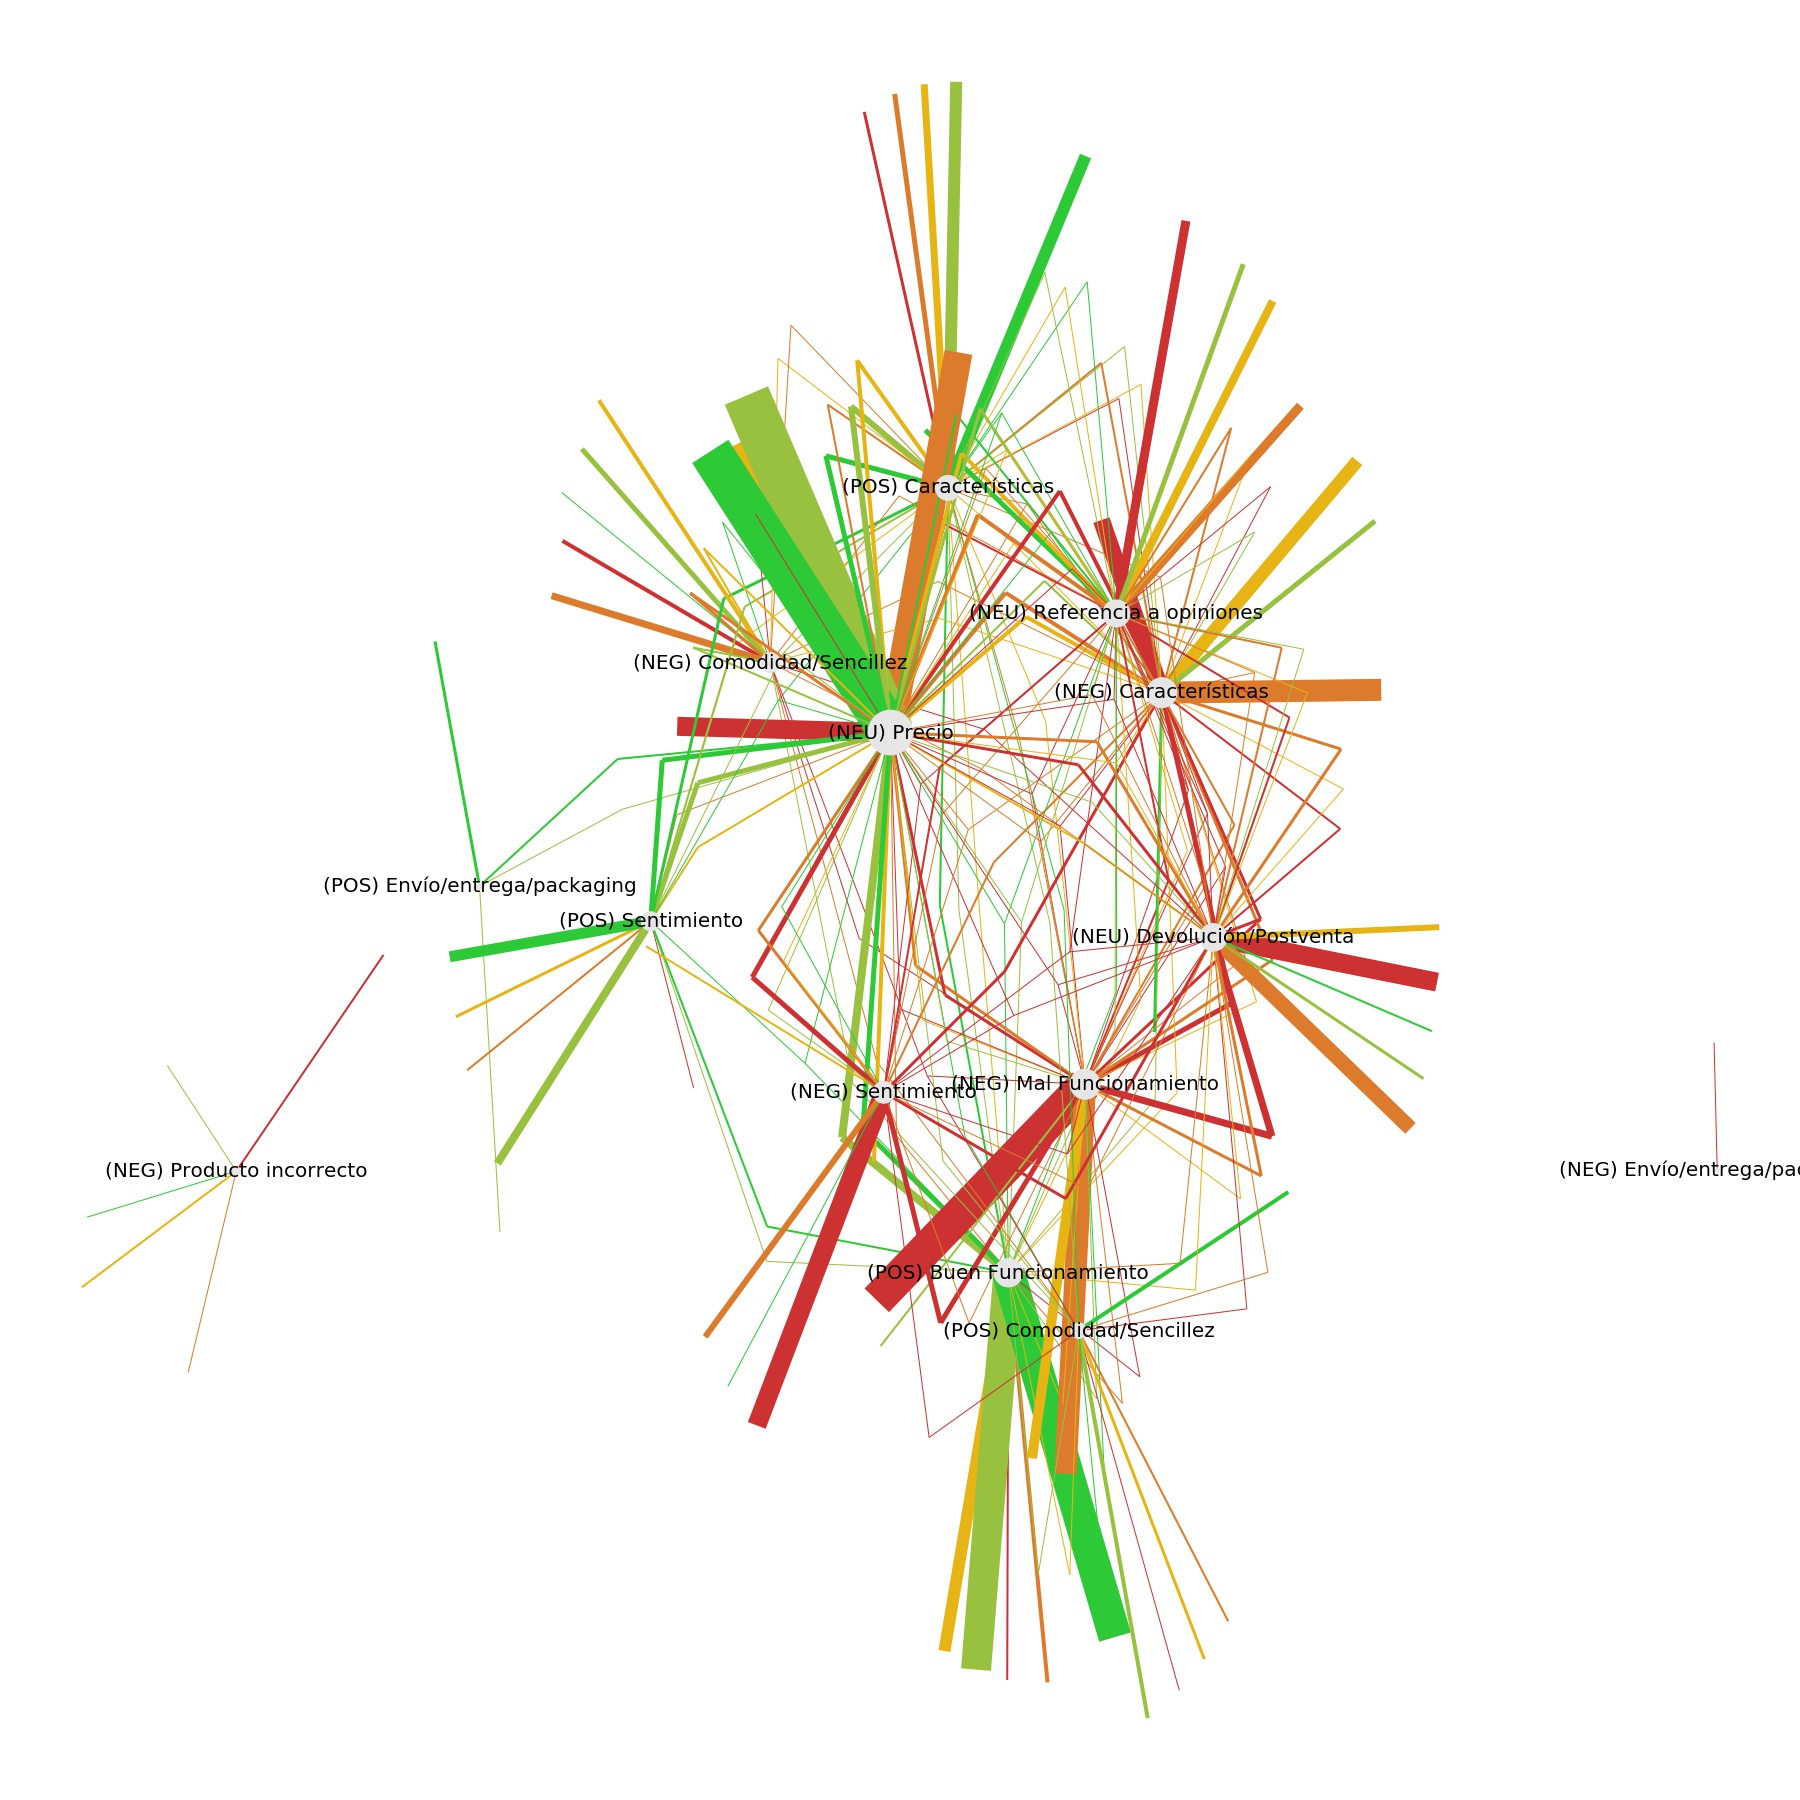 (POS) Características
(NEU) Referencia a opiniones
(NEG) Comodidad/Sencillez
(NEG) Características
(NEU) Precio
(POS) Envío/entrega/packaging
(POS) Sentimiento
(NEU) Devolución/Postventa
(NEG) Sentimiento
(NEG) Mal Funcionamiento
(NEG) Producto incorrecto
(NEG) Envío/entrega/pac
(POS) Buen Funcionamiento
(POS) Comodidad/Sencillez